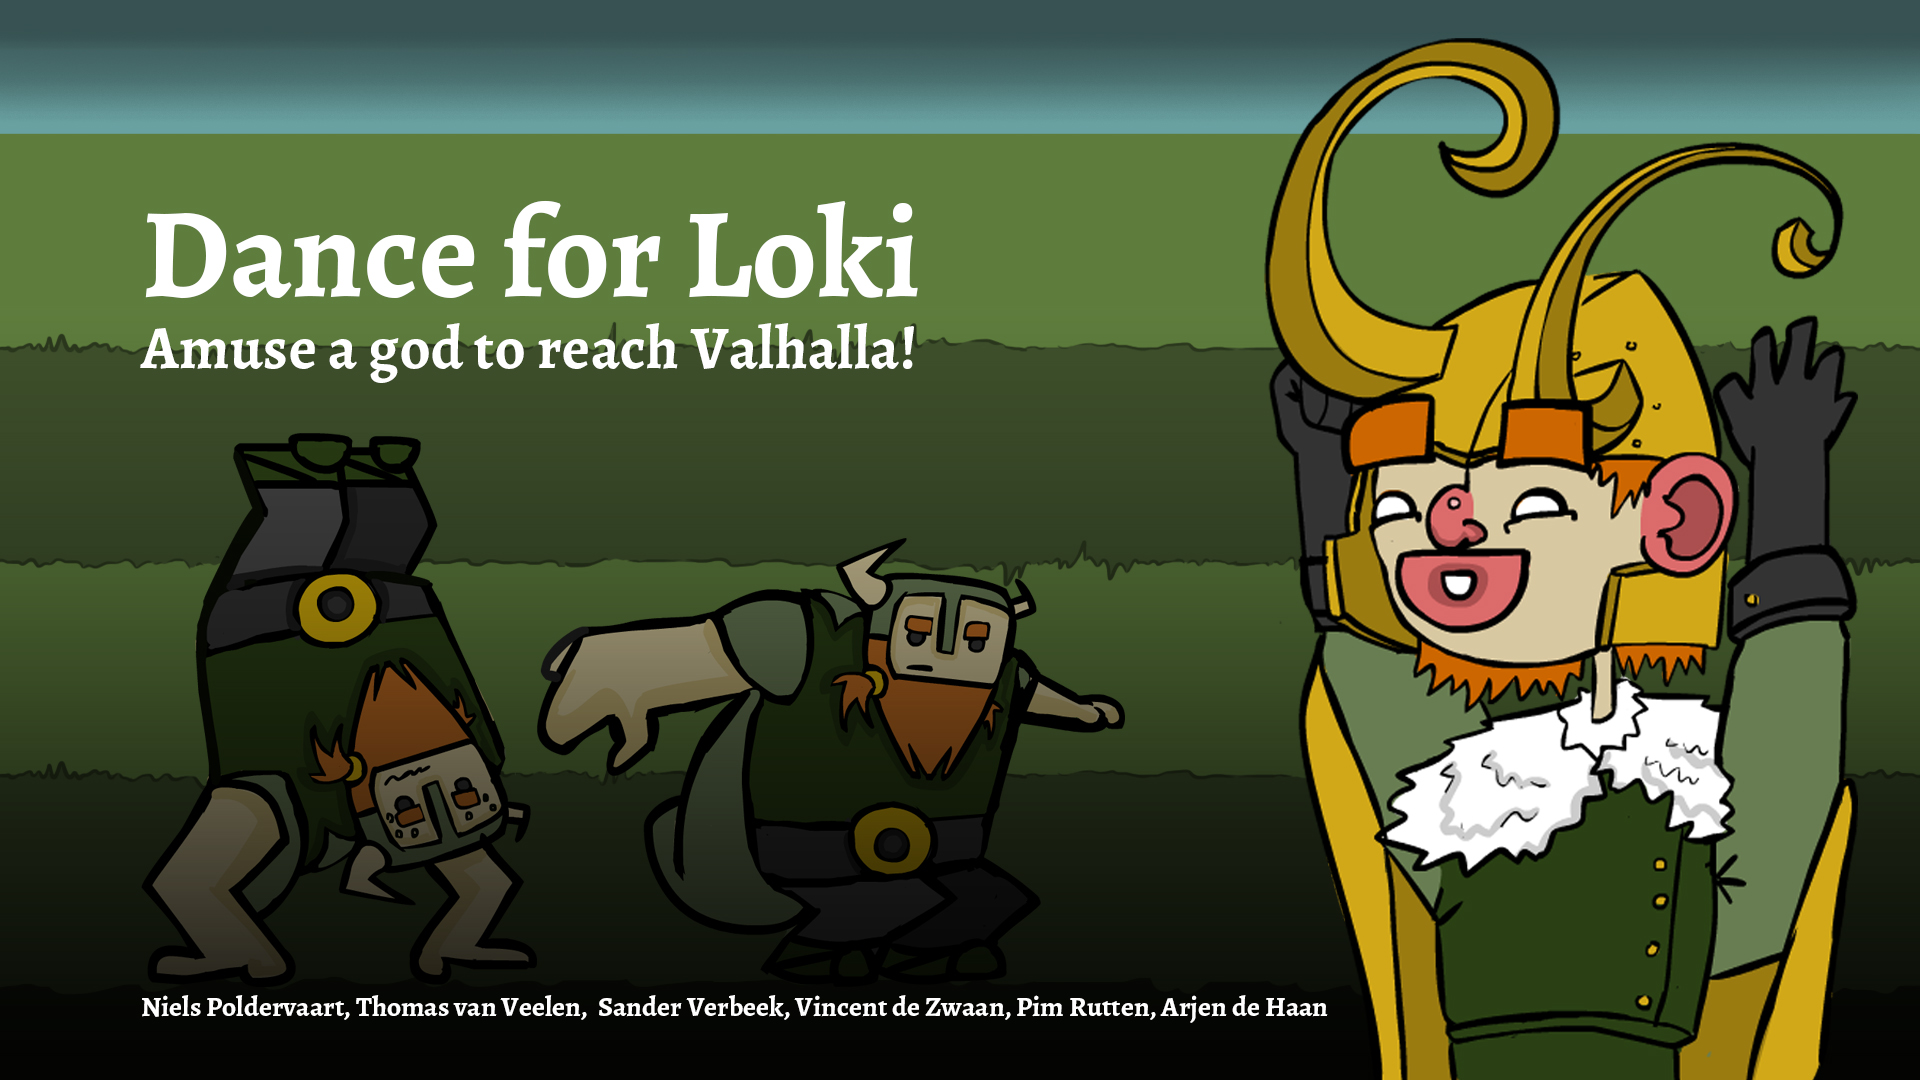 Dance for Loki
Amuse a god to reach Valhalla!
Niels Poldervaart, Thomas van Veelen, Sander Verbeek, Vincent de Zwaan, Pim Rutten, Arjen de Haan